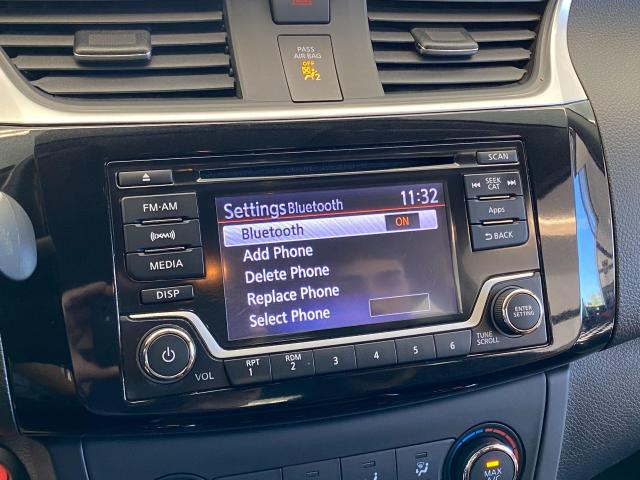 PASS
AIR BAG
OFF
2
SCAN
FM·AM
((XM))
MEDIA
DISP
Settings Bluetooth 11:32
Bluetooth ON
Add Phone
Delete Phone
Replace Phone
Select Phone
SEEK
CAT
Apps
BACK
ENTER
SETTING
TUNE
SCROLL
VOL
RPT
1
RDM
2
3
4
5
6
MAX
A/C